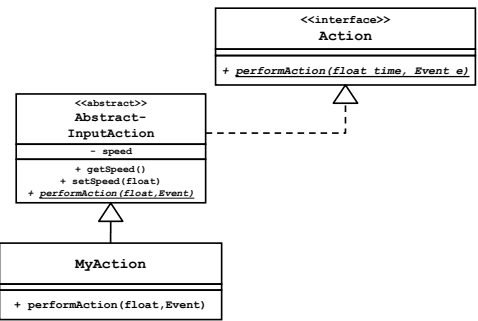 <<interface>>
Action
+ performAction(float time, Event e)
<<abstract>>
Abstract-
InputAction
- speed
+ getSpeed()
+ setSpeed(float)
+ performAction(float,Event)
MyAction
+ performAction(float,Event)